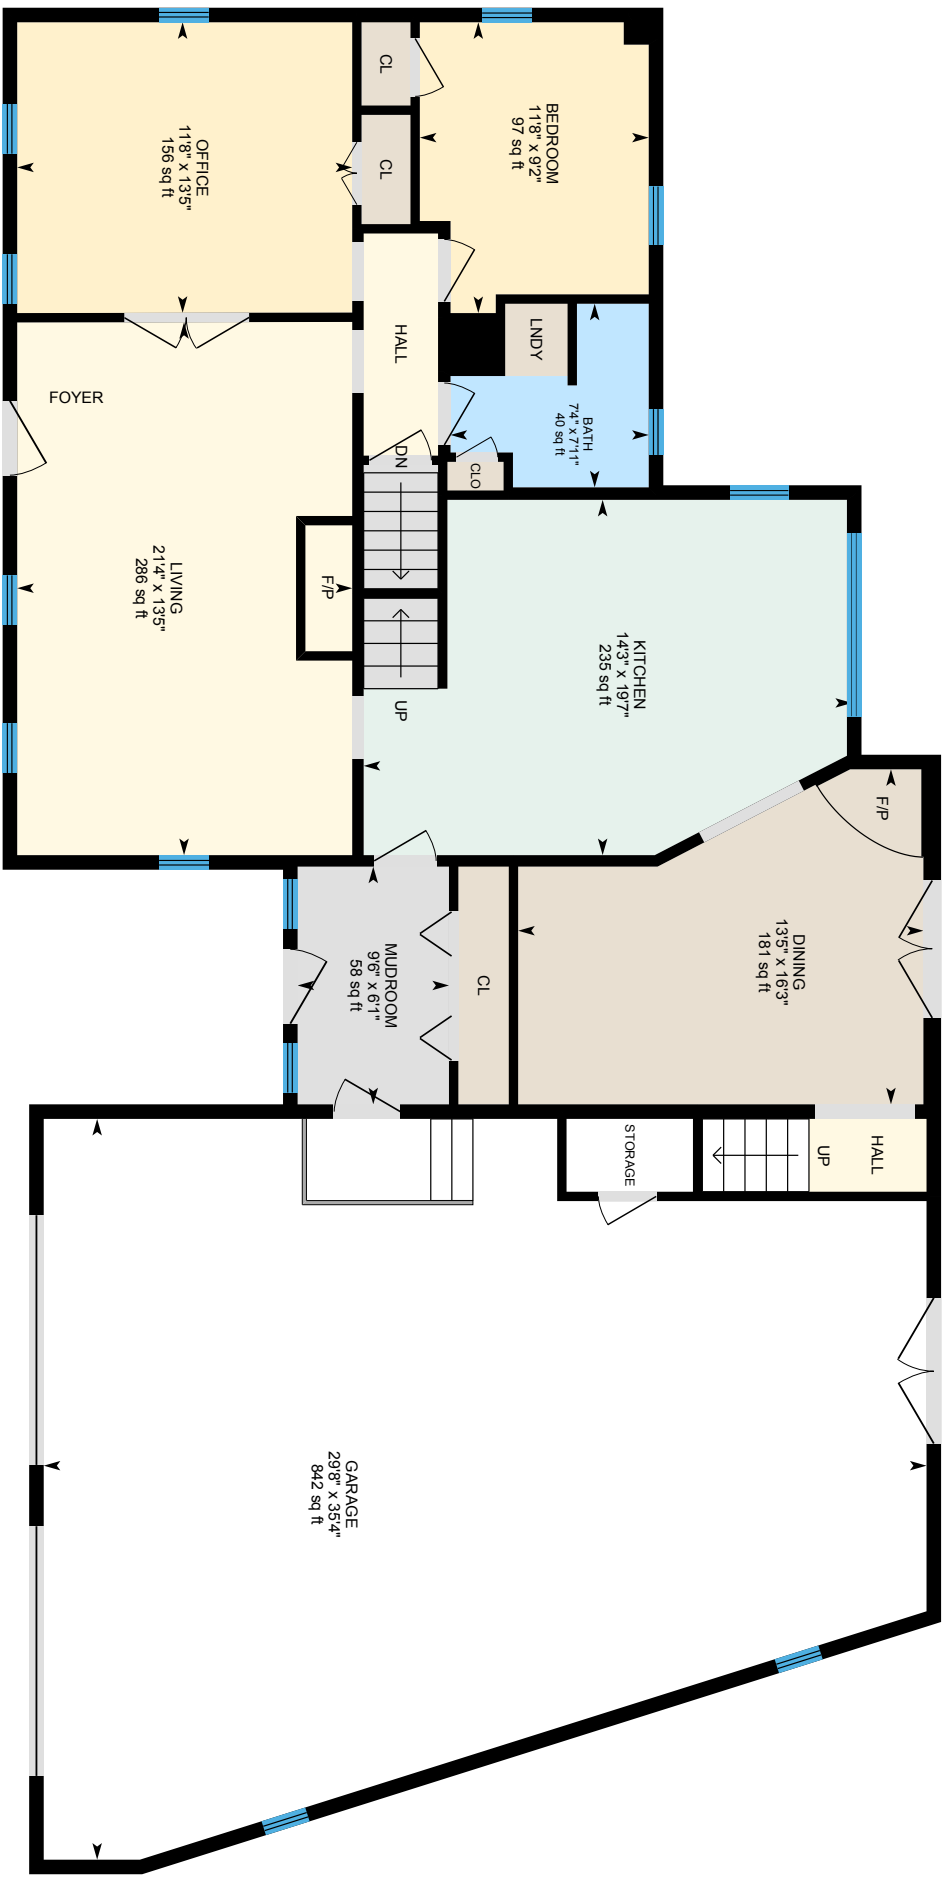 OFFICE
11'8" x 13'5"
156 sq ft
CL
CL
BEDROOM
11'8" x 9'2"
97 sq ft
HALL
LNDY
BATH
7'4" x 7'11"
40 sq ft
CLO
DN
FOYER
LIVING
21'4" x 13'5"
286 sq ft
F/P
UP
KITCHEN
14'3" x 19'7"
235 sq ft
F/P
DINING
13'5" x 16'3"
181 sq ft
MUDROOM
9'6" x 6'1"
58 sq ft
CL
STORAGE
UP
HALL
GARAGE
29'8" x 35'4"
842 sq ft